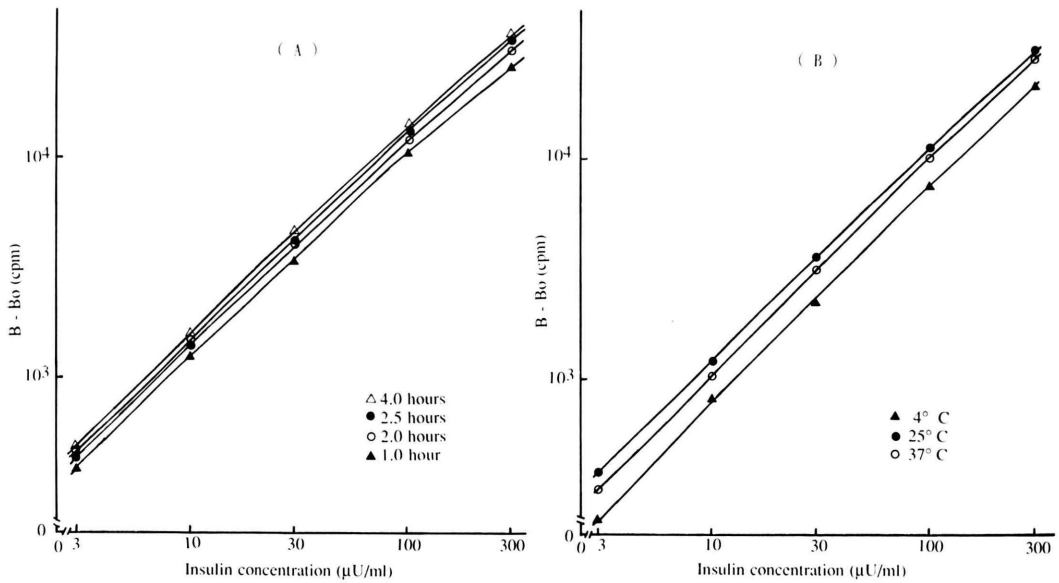 ( A )
B - Bo (cpm)
10⁴
10³
0
0 3 10 30 100 300
Insulin concentration (µU/ml)
△ 4.0 hours
● 2.5 hours
○ 2.0 hours
▲ 1.0 hour
( B )
B - Bo (cpm)
10⁴
10³
0
0 3 10 30 100 300
Insulin concentration (µU/ml)
▲ 4° C
● 25° C
○ 37° C